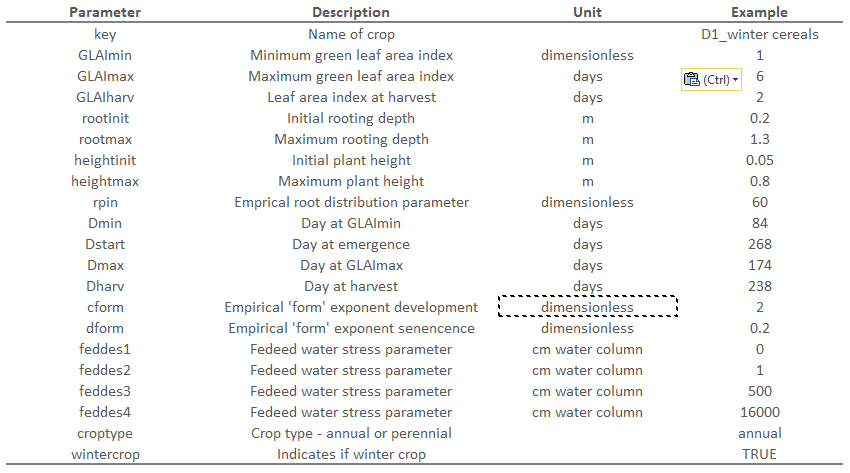 Parameter Description Unit Example
key Name of crop D1_winter cereals
GLAImin Minimum green leaf area index dimensionless 1
GLAImax Maximum green leaf area index days 6
(Ctrl)
GLAIharv Leaf area index at harvest days 2
rootinit Initial rooting depth m 0.2
rootmax Maximum rooting depth m 1.3
heightinit Initial plant height m 0.05
heightmax Maximum plant height m 0.8
rpin Emprical root distribution parameter dimensionless 60
Dmin Day at GLAImin days 84
Dstart Day at emergence days 268
Dmax Day at GLAImax days 174
Dharv Day at harvest days 238
cform Empirical 'form' exponent development dimensionless 2
dform Empirical 'form' exponent senencence dimensionless 0.2
feddes1 Fedeed water stress parameter cm water column 0
feddes2 Fedeed water stress parameter cm water column 1
feddes3 Fedeed water stress parameter cm water column 500
feddes4 Fedeed water stress parameter cm water column 16000
croptype Crop type - annual or perennial annual
wintercrop Indicates if winter crop TRUE